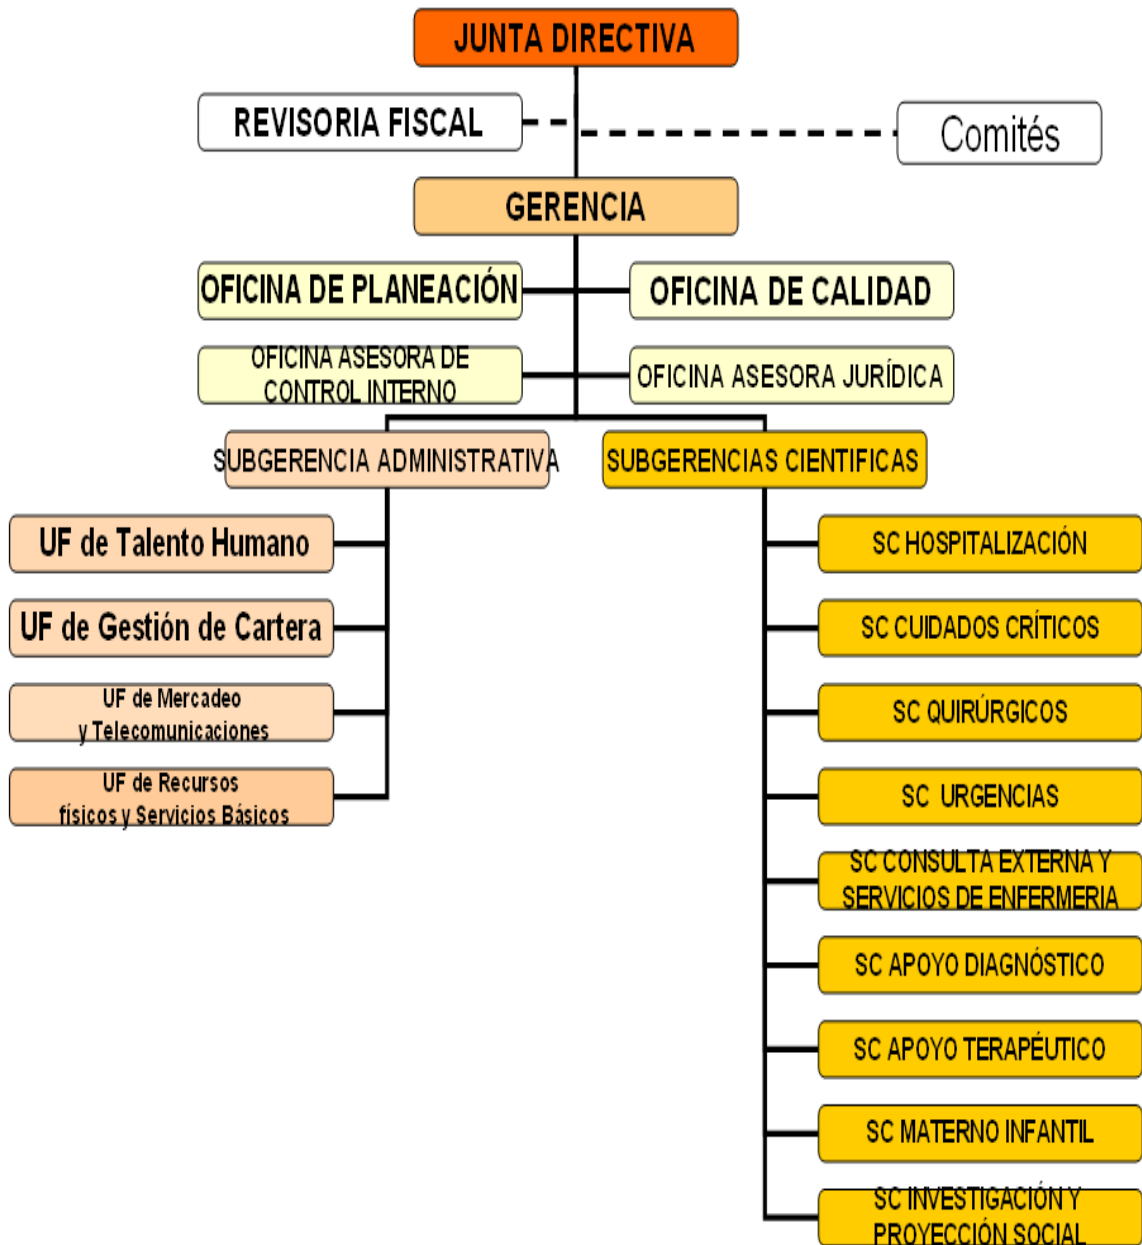 JUNTA DIRECTIVA
REVISORIA FISCAL
Comités
GERENCIA
OFICINA DE PLANEACIÓN
OFICINA DE CALIDAD
OFICINA ASESORA DE
CONTROL INTERNO
OFICINA ASESORA JURÍDICA
SUBGERENCIA ADMINISTRATIVA
SUBGERENCIAS CIENTIFICAS
UF de Talento Humano
UF de Gestión de Cartera
UF de Mercadeo
y Telecomunicaciones
UF de Recursos
físicos y Servicios Básicos
SC HOSPITALIZACIÓN
SC CUIDADOS CRÍTICOS
SC QUIRÚRGICOS
SC URGENCIAS
SC CONSULTA EXTERNA Y
SERVICIOS DE ENFERMERIA
SC APOYO DIAGNÓSTICO
SC APOYO TERAPÉUTICO
SC MATERNO INFANTIL
SC INVESTIGACIÓN Y
PROYECCIÓN SOCIAL